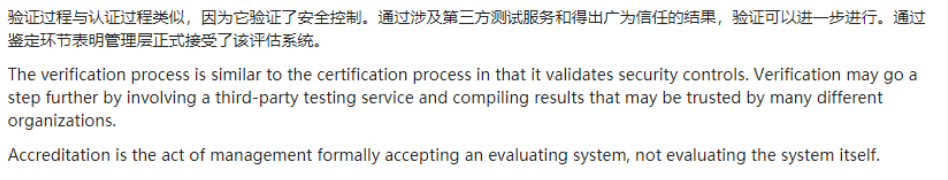 验证过程与认证过程类似，因为它验证了安全控制。通过涉及第三方测试服务和得出广为信任的结果，验证可以进一步进行。通过
鉴定环节表明管理层正式接受了该评估系统。
The verification process is similar to the certification process in that it validates security controls. Verification may go a
step further by involving a third-party testing service and compiling results that may be trusted by many different
organizations.
Accreditation is the act of management formally accepting an evaluating system, not evaluating the system itself.